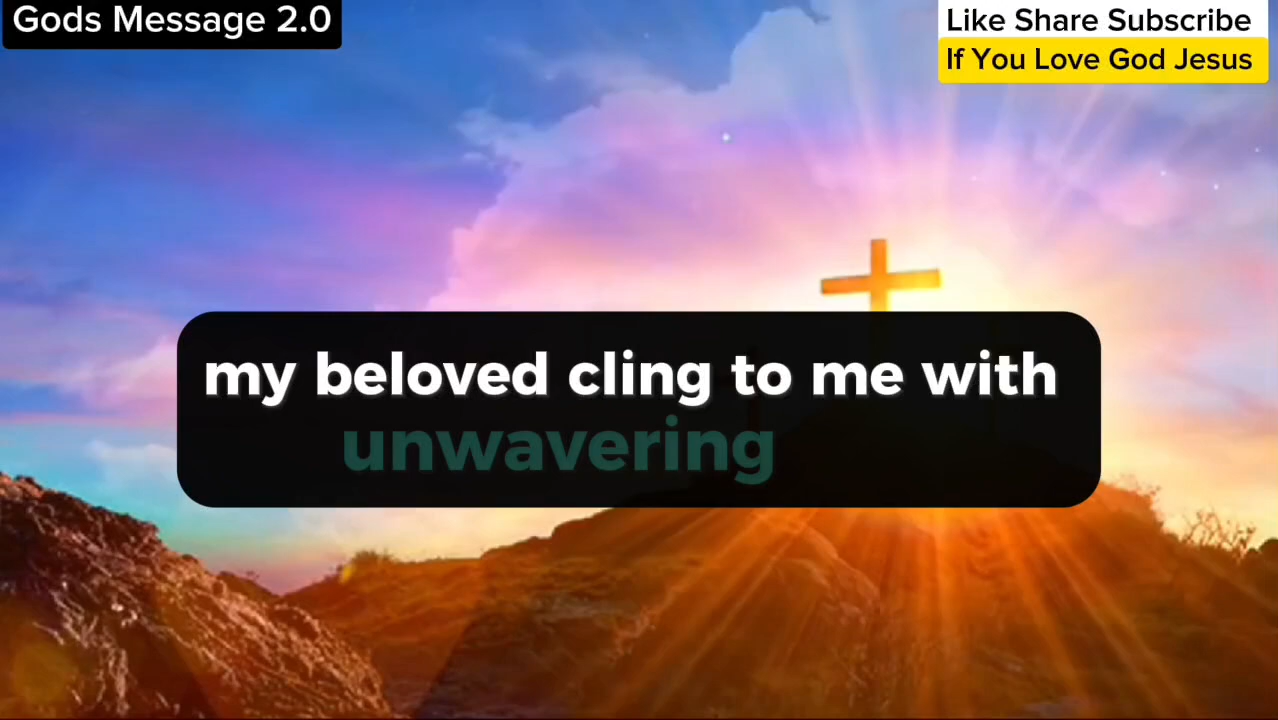 Gods Message 2.0
Like Share Subscribe
If You Love God Jesus
my beloved cling to me with
unwavering